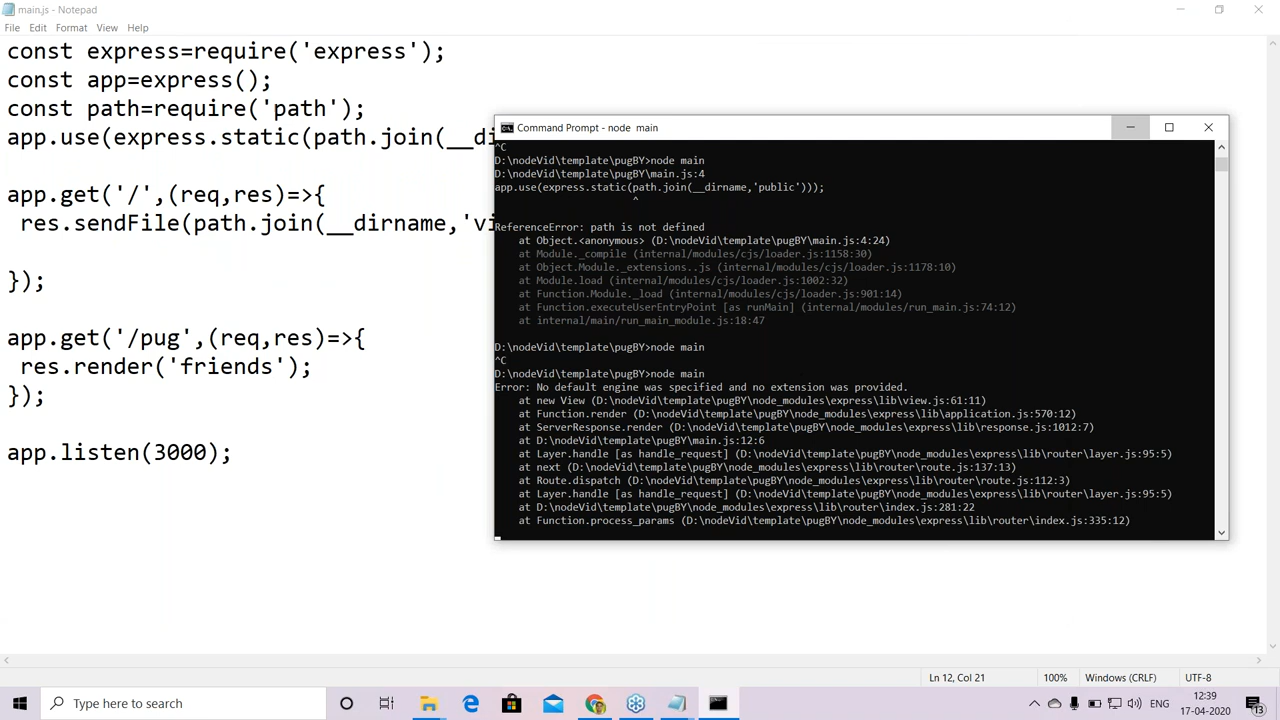 main.js - Notepad
File Edit Format View Help
const express=require('express');
const app=express();
const path=require('path');
app.use(express.static(path.join(__di
app.get('/',(req,res)=>{
res.sendFile(path.join(__dirname,'vi
});
app.get('/pug',(req,res)=>{
res.render('friends');
});
app.listen(3000);
Command Prompt - node main
^C
D:\nodeVid\template\pugBY>node main
D:\nodeVid\template\pugBY\main.js:4
app.use(express.static(path.join(__dirname,'public')));
^
ReferenceError: path is not defined
at Object.<anonymous> (D:\nodeVid\template\pugBY\main.js:4:24)
at Module._compile (internal/modules/cjs/loader.js:1158:30)
at Object.Module._extensions..js (internal/modules/cjs/loader.js:1178:10)
at Module.load (internal/modules/cjs/loader.js:1002:32)
at Function.Module._load (internal/modules/cjs/loader.js:901:14)
at Function.executeUserEntryPoint [as runMain] (internal/modules/run_main.js:74:12)
at internal/main/run_main_module.js:18:47
D:\nodeVid\template\pugBY>node main
^C
D:\nodeVid\template\pugBY>node main
Error: No default engine was specified and no extension was provided.
at new View (D:\nodeVid\template\pugBY\node_modules\express\lib\view.js:61:11)
at Function.render (D:\nodeVid\template\pugBY\node_modules\express\lib\application.js:570:12)
at ServerResponse.render (D:\nodeVid\template\pugBY\node_modules\express\lib\response.js:1012:7)
at D:\nodeVid\template\pugBY\main.js:12:6
at Layer.handle [as handle_request] (D:\nodeVid\template\pugBY\node_modules\express\lib\router\layer.js:95:5)
at next (D:\nodeVid\template\pugBY\node_modules\express\lib\router\route.js:137:13)
at Route.dispatch (D:\nodeVid\template\pugBY\node_modules\express\lib\router\route.js:112:3)
at Layer.handle [as handle_request] (D:\nodeVid\template\pugBY\node_modules\express\lib\router\layer.js:95:5)
at D:\nodeVid\template\pugBY\node_modules\express\lib\router\index.js:281:22
at Function.process_params (D:\nodeVid\template\pugBY\node_modules\express\lib\router\index.js:335:12)
Ln 12, Col 21 100% Windows (CRLF) UTF-8
Type here to search
ENG
12:39
17-04-2020
13